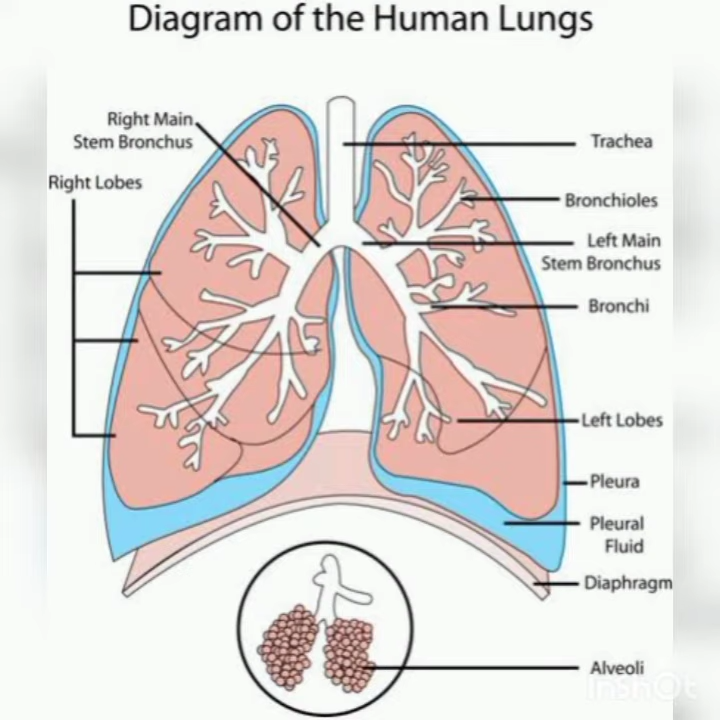 Diagram of the Human Lungs
Right Main
Stem Bronchus
Right Lobes
Trachea
Bronchioles
Left Main
Stem Bronchus
Bronchi
Left Lobes
Pleura
Pleural
Fluid
Diaphragm
Alveoli
InshOt